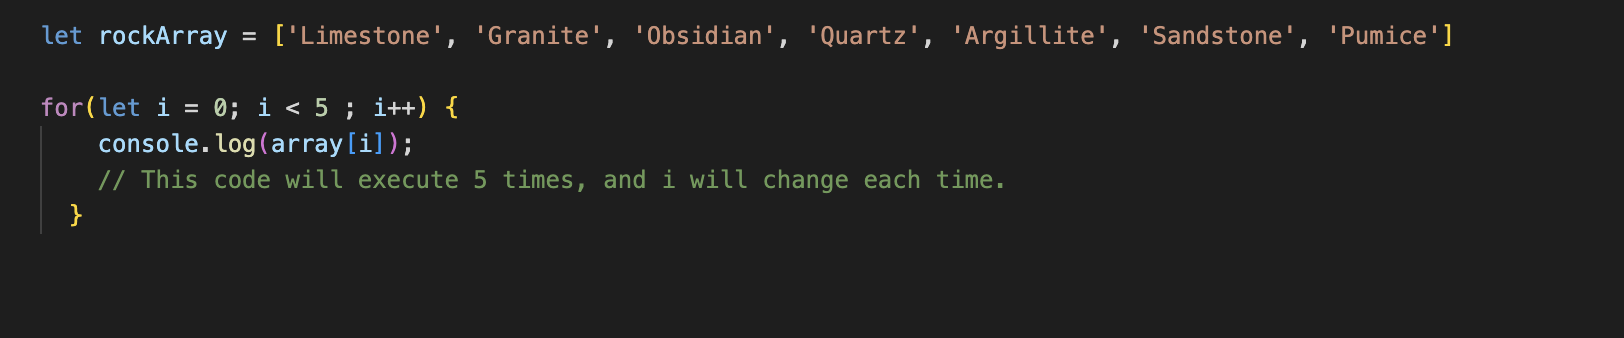 let rockArray = ['Limestone', 'Granite', 'Obsidian', 'Quartz', 'Argillite', 'Sandstone', 'Pumice']
for(let i = 0; i < 5 ; i++) {
console.log(array[i]);
// This code will execute 5 times, and i will change each time.
}